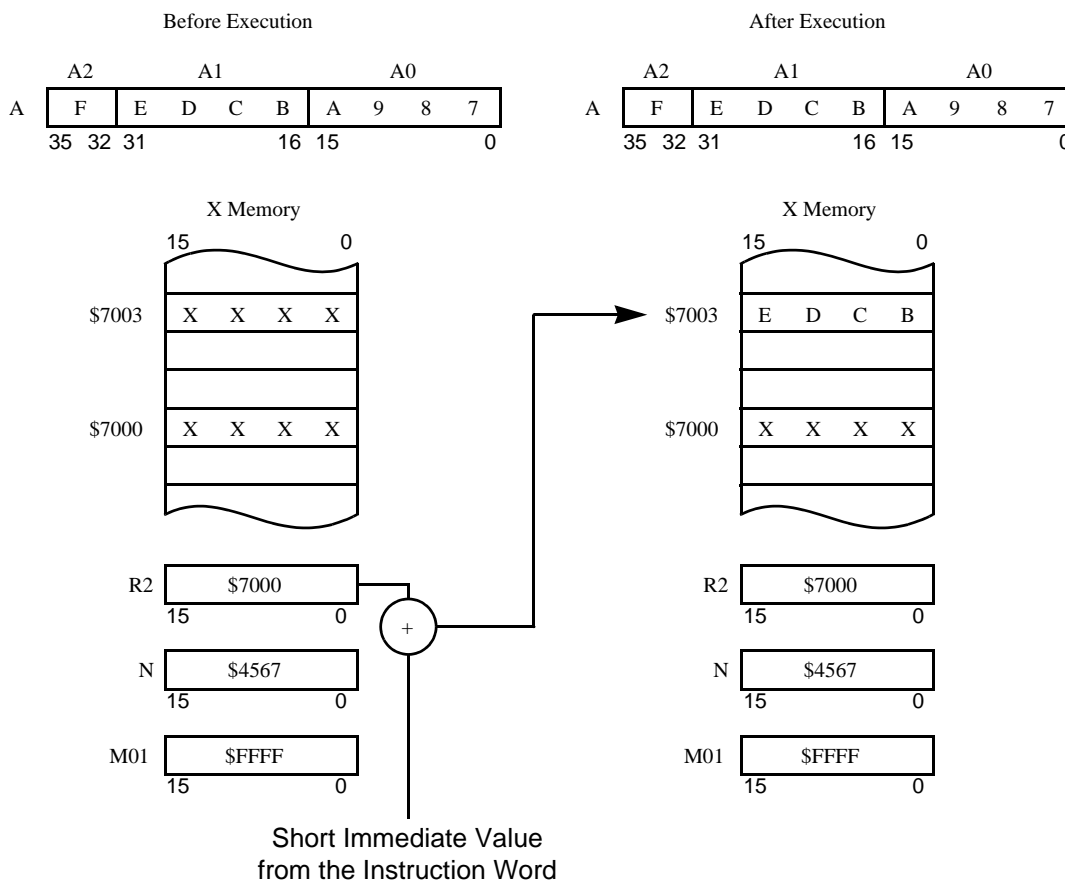 Before Execution After Execution
A2 A1 A0 A2 A1 A0
A F E D C B A 9 8 7 A F E D C B A 9 8 7
35 32 31 16 15 0 35 32 31 16 15 0
X Memory X Memory
15 0 15 0
$7003 X X X X $7003 E D C B
$7000 X X X X $7000 X X X X
R2 $7000 R2 $7000
15 0 15 0
+
N $4567 N $4567
15 0 15 0
M01 $FFFF M01 $FFFF
15 0 15 0
Short Immediate Value
from the Instruction Word